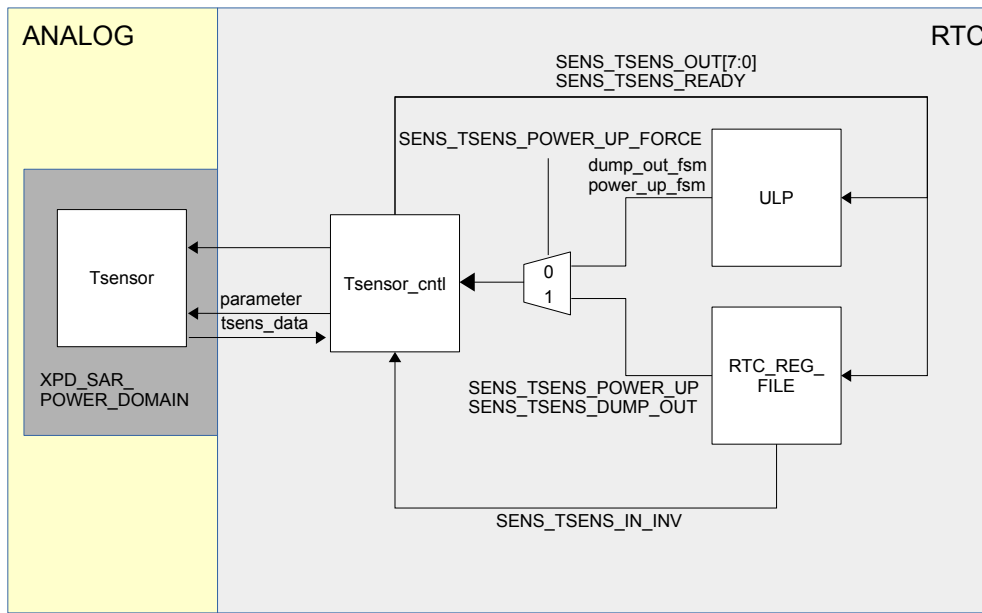 ANALOG
RTC
SENS_TSENS_OUT[7:0]
SENS_TSENS_READY
SENS_TSENS_POWER_UP_FORCE
dump_out_fsm
power_up_fsm
ULP
Tsensor
Tsensor_cntl
0
1
parameter
tsens_data
XPD_SAR_
POWER_DOMAIN
RTC_REG_
FILE
SENS_TSENS_POWER_UP
SENS_TSENS_DUMP_OUT
SENS_TSENS_IN_INV